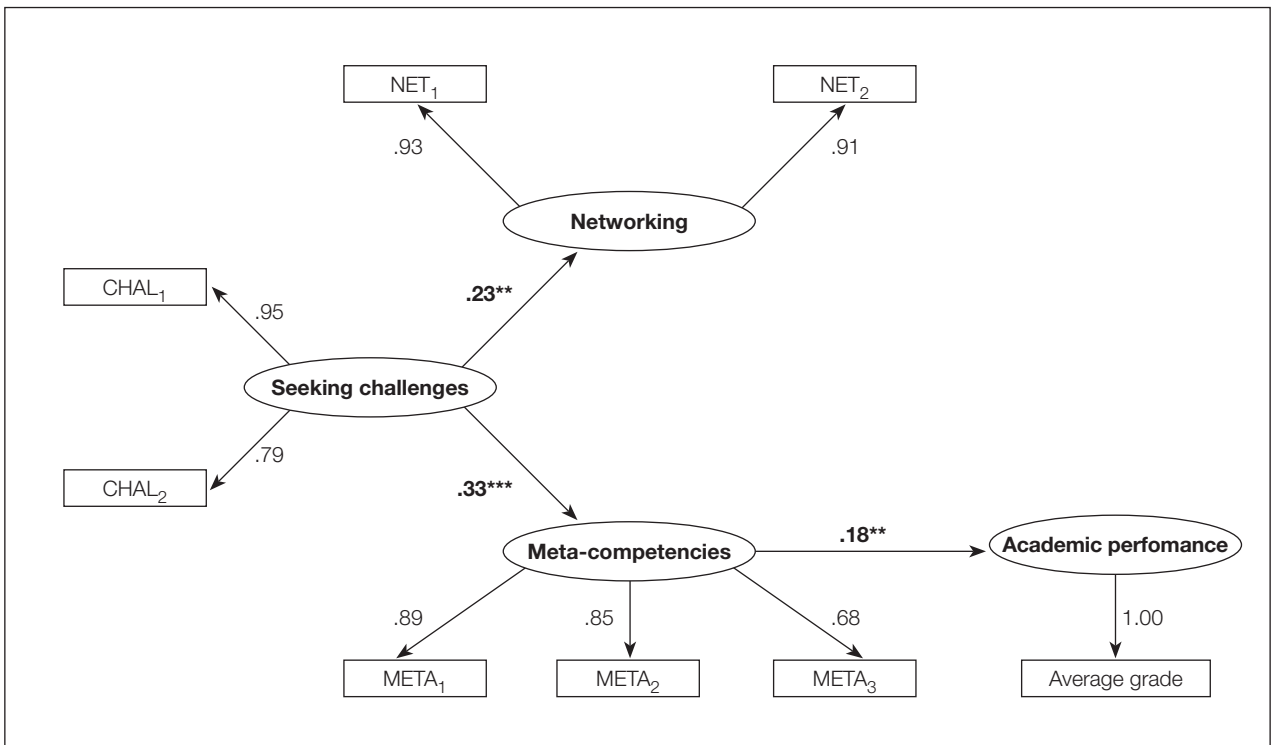 NET₁
NET₂
.93
.91
Networking
CHAL₁
.95
.23**
Seeking challenges
.79
CHAL₂
.33***
Meta-competencies
.18**
Academic perfomance
.89
.85
.68
1.00
META₁
META₂
META₃
Average grade